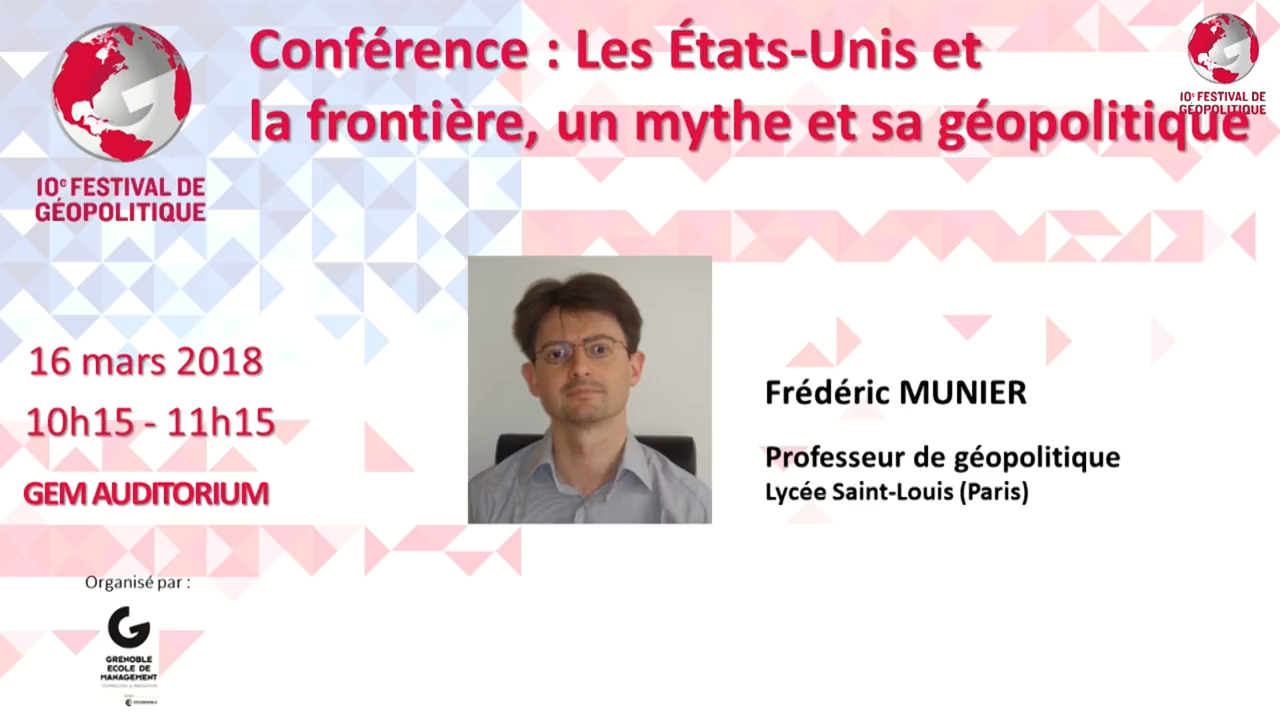 Conférence : Les États-Unis et
la frontière, un mythe et sa géopolitique
10e FESTIVAL DE
GÉOPOLITIQUE
10e FESTIVAL DE
GÉOPOLITIQUE
16 mars 2018
10h15 - 11h15
GEM AUDITORIUM
Frédéric MUNIER
Professeur de géopolitique
Lycée Saint-Louis (Paris)
Organisé par :
GRENOBLE
ECOLE DE
MANAGEMENT